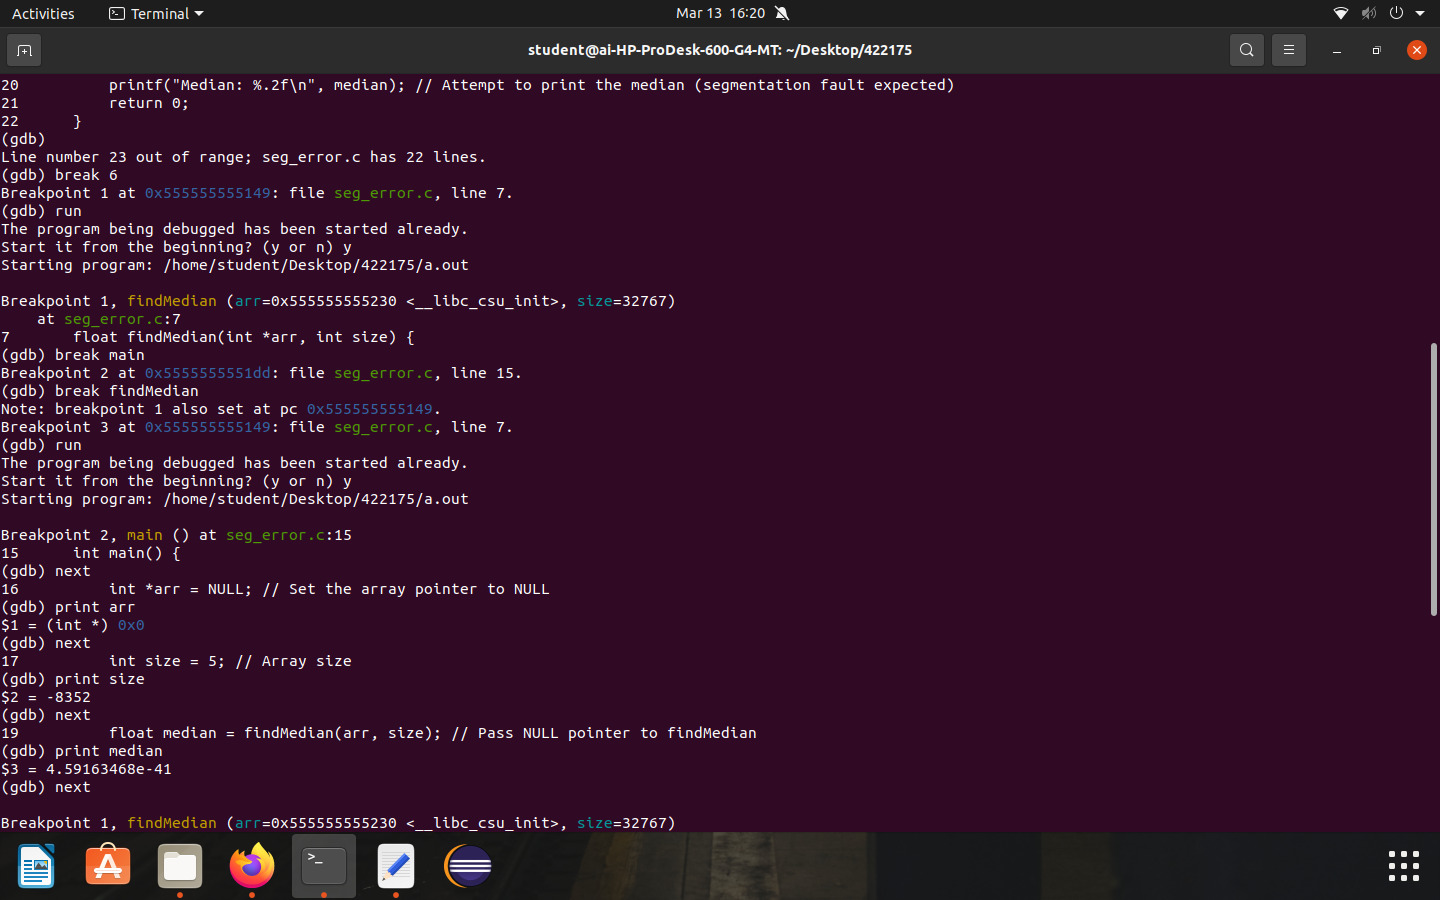 Activities Terminal Mar 13 16:20
student@ai-HP-ProDesk-600-G4-MT: ~/Desktop/422175
20          printf("Median: %.2f\n", median); // Attempt to print the median (segmentation fault expected)
21          return 0;
22      }
(gdb)
Line number 23 out of range; seg_error.c has 22 lines.
(gdb) break 6
Breakpoint 1 at 0x555555555149: file seg_error.c, line 7.
(gdb) run
The program being debugged has been started already.
Start it from the beginning? (y or n) y
Starting program: /home/student/Desktop/422175/a.out

Breakpoint 1, findMedian (arr=0x555555555230 <__libc_csu_init>, size=32767)
    at seg_error.c:7
7       float findMedian(int *arr, int size) {
(gdb) break main
Breakpoint 2 at 0x5555555551dd: file seg_error.c, line 15.
(gdb) break findMedian
Note: breakpoint 1 also set at pc 0x555555555149.
Breakpoint 3 at 0x555555555149: file seg_error.c, line 7.
(gdb) run
The program being debugged has been started already.
Start it from the beginning? (y or n) y
Starting program: /home/student/Desktop/422175/a.out

Breakpoint 2, main () at seg_error.c:15
15      int main() {
(gdb) next
16          int *arr = NULL; // Set the array pointer to NULL
(gdb) print arr
$1 = (int *) 0x0
(gdb) next
17          int size = 5; // Array size
(gdb) print size
$2 = -8352
(gdb) next
19          float median = findMedian(arr, size); // Pass NULL pointer to findMedian
(gdb) print median
$3 = 4.59163468e-41
(gdb) next

Breakpoint 1, findMedian (arr=0x555555555230 <__libc_csu_init>, size=32767)